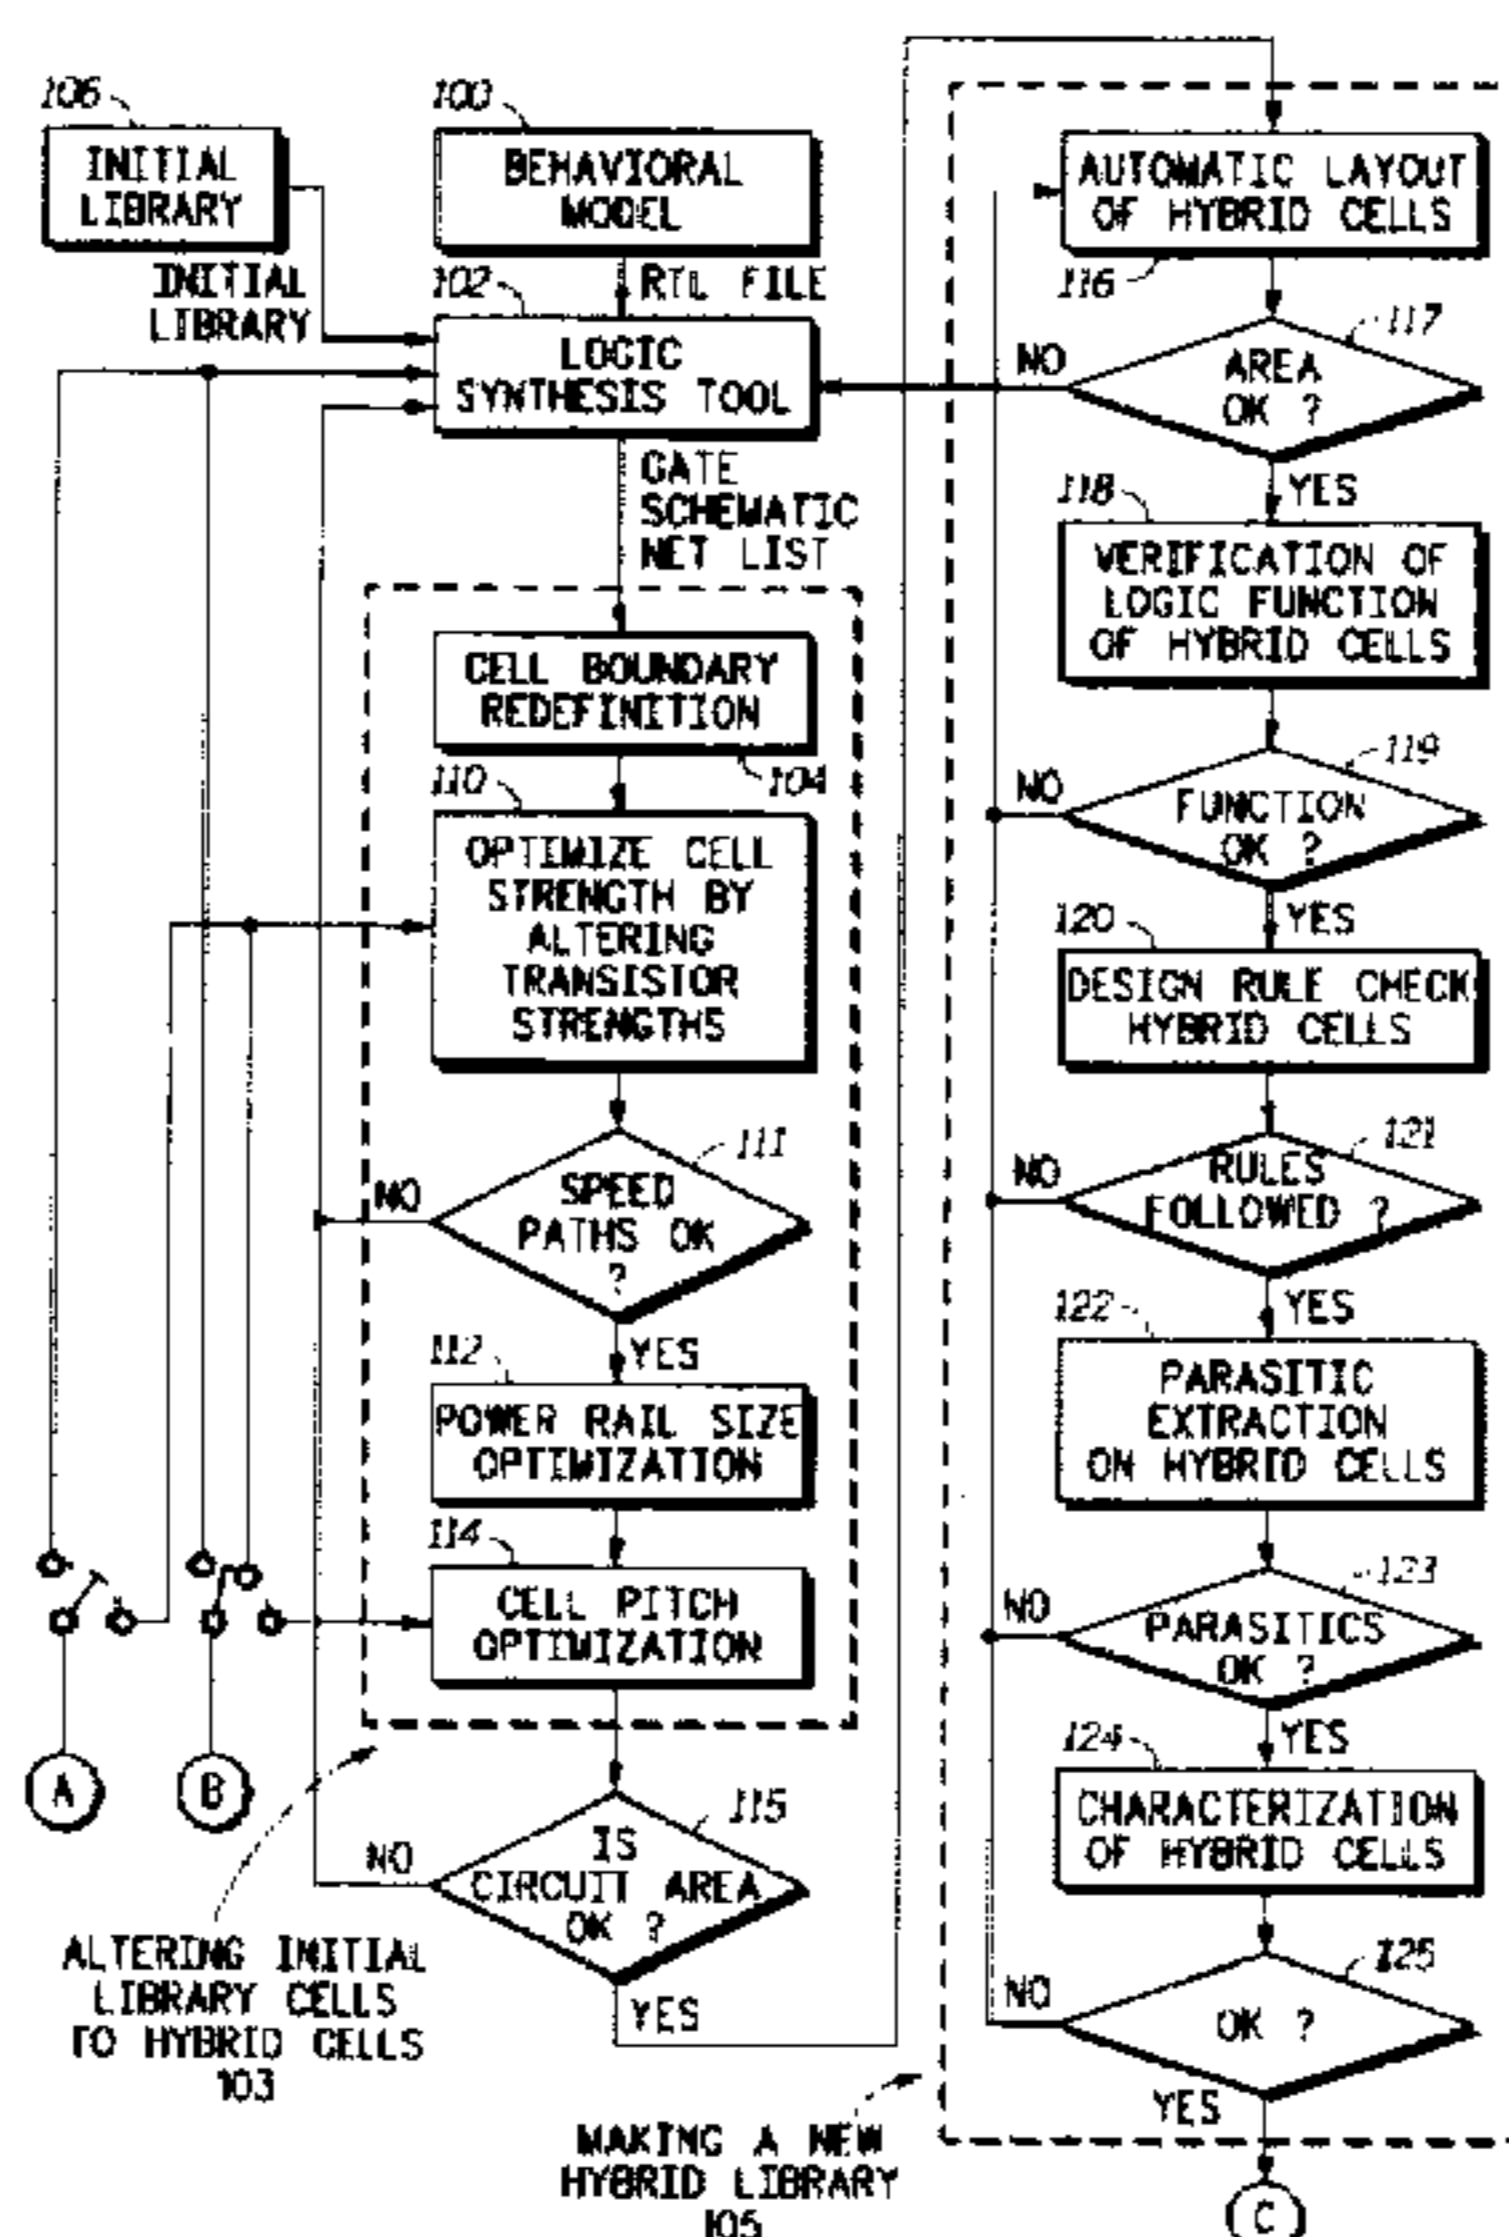 106
INITIAL
LIBRARY
INITIAL
LIBRARY
100
BEHAVIORAL
MODEL
RTL FILE
102
LOGIC
SYNTHESIS TOOL
GATE
SCHEMATIC
NET LIST
CELL BOUNDARY
REDEFINITION
104
110
OPTIMIZE CELL
STRENGTH BY
ALTERING
TRANSISTOR
STRENGTHS
111
SPEED
PATHS OK
?
NO
YES
112
POWER RAIL SIZE
OPTIMIZATION
114
CELL PITCH
OPTIMIZATION
A
B
115
IS
CIRCUIT AREA
OK ?
NO
YES
ALTERING INITIAL
LIBRARY CELLS
TO HYBRID CELLS
103
AUTOMATIC LAYOUT
OF HYBRID CELLS
116
117
AREA
OK ?
NO
YES
118
VERIFICATION OF
LOGIC FUNCTION
OF HYBRID CELLS
119
FUNCTION
OK ?
NO
YES
120
DESIGN RULE CHECK
HYBRID CELLS
121
RULES
FOLLOWED ?
NO
YES
122
PARASITIC
EXTRACTION
ON HYBRID CELLS
123
PARASITICS
OK ?
NO
YES
124
CHARACTERIZATION
OF HYBRID CELLS
125
OK ?
NO
YES
MAKING A NEW
HYBRID LIBRARY
105
C